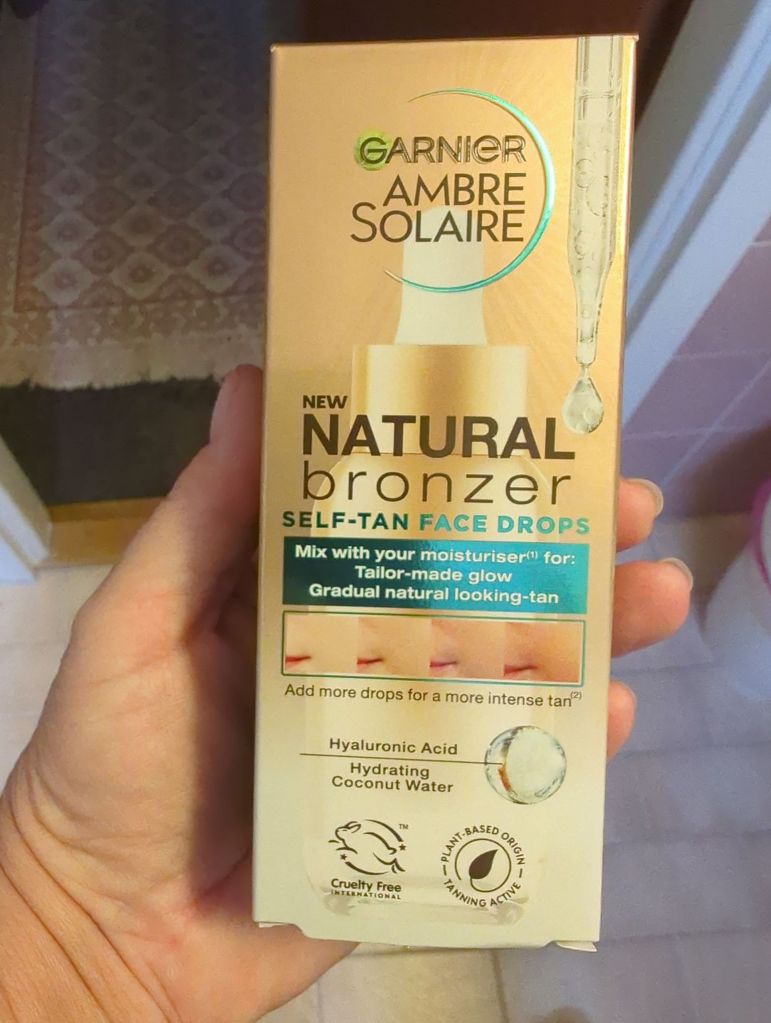 GARNIER
AMBRE
SOLAIRE
NEW
NATURAL
bronzer
SELF-TAN FACE DROPS
Mix with your moisturiser(1) for:
Tailor-made glow
Gradual natural looking-tan
Add more drops for a more intense tan(2)
Hyaluronic Acid
Hydrating
Coconut Water
TM
Cruelty Free
INTERNATIONAL
PLANT-BASED ORIGIN
TANNING ACTIVE